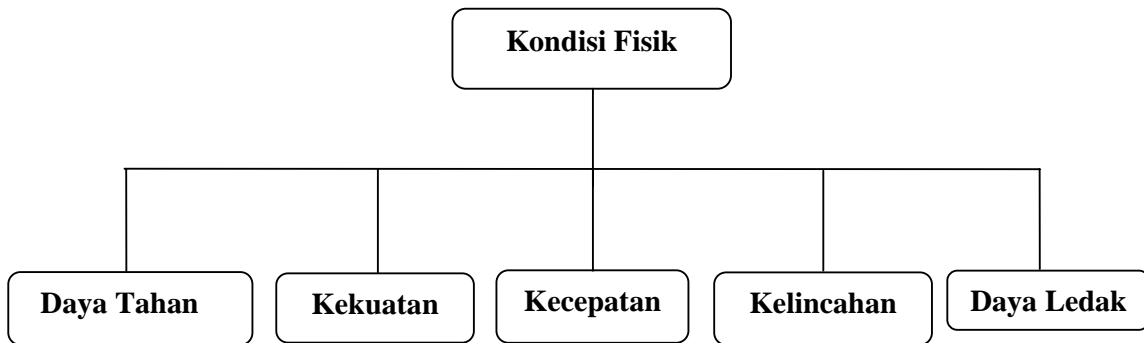 Kondisi Fisik
Daya Tahan
Kekuatan
Kecepatan
Kelincahan
Daya Ledak